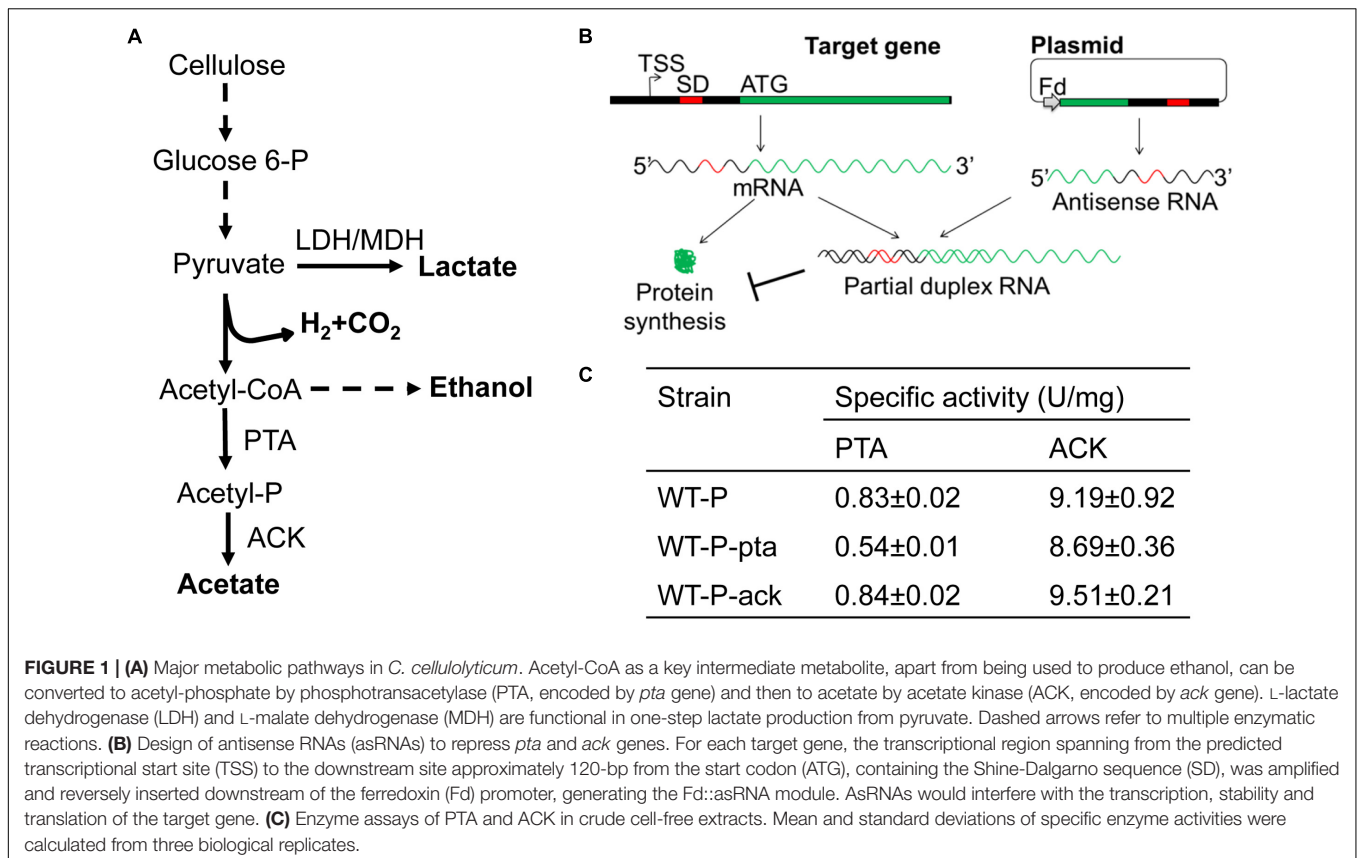 A
Cellulose
Glucose 6-P
LDH/MDH
Pyruvate
Lactate
H₂+CO₂
Acetyl-CoA
Ethanol
PTA
Acetyl-P
ACK
Acetate
B
Target gene
Plasmid
TSS
SD
ATG
Fd
5’
3’
mRNA
5’
3’
Antisense RNA
Protein
synthesis
Partial duplex RNA
C
Strain Specific activity (U/mg)
PTA ACK
WT-P 0.83±0.02 9.19±0.92
WT-P-pta 0.54±0.01 8.69±0.36
WT-P-ack 0.84±0.02 9.51±0.21
FIGURE 1 | (A) Major metabolic pathways in C. cellulolyticum. Acetyl-CoA as a key intermediate metabolite, apart from being used to produce ethanol, can be
converted to acetyl-phosphate by phosphotransacetylase (PTA, encoded by pta gene) and then to acetate by acetate kinase (ACK, encoded by ack gene). L-lactate
dehydrogenase (LDH) and L-malate dehydrogenase (MDH) are functional in one-step lactate production from pyruvate. Dashed arrows refer to multiple enzymatic
reactions. (B) Design of antisense RNAs (asRNAs) to repress pta and ack genes. For each target gene, the transcriptional region spanning from the predicted
transcriptional start site (TSS) to the downstream site approximately 120-bp from the start codon (ATG), containing the Shine-Dalgarno sequence (SD), was amplified
and reversely inserted downstream of the ferredoxin (Fd) promoter, generating the Fd::asRNA module. AsRNAs would interfere with the transcription, stability and
translation of the target gene. (C) Enzyme assays of PTA and ACK in crude cell-free extracts. Mean and standard deviations of specific enzyme activities were
calculated from three biological replicates.